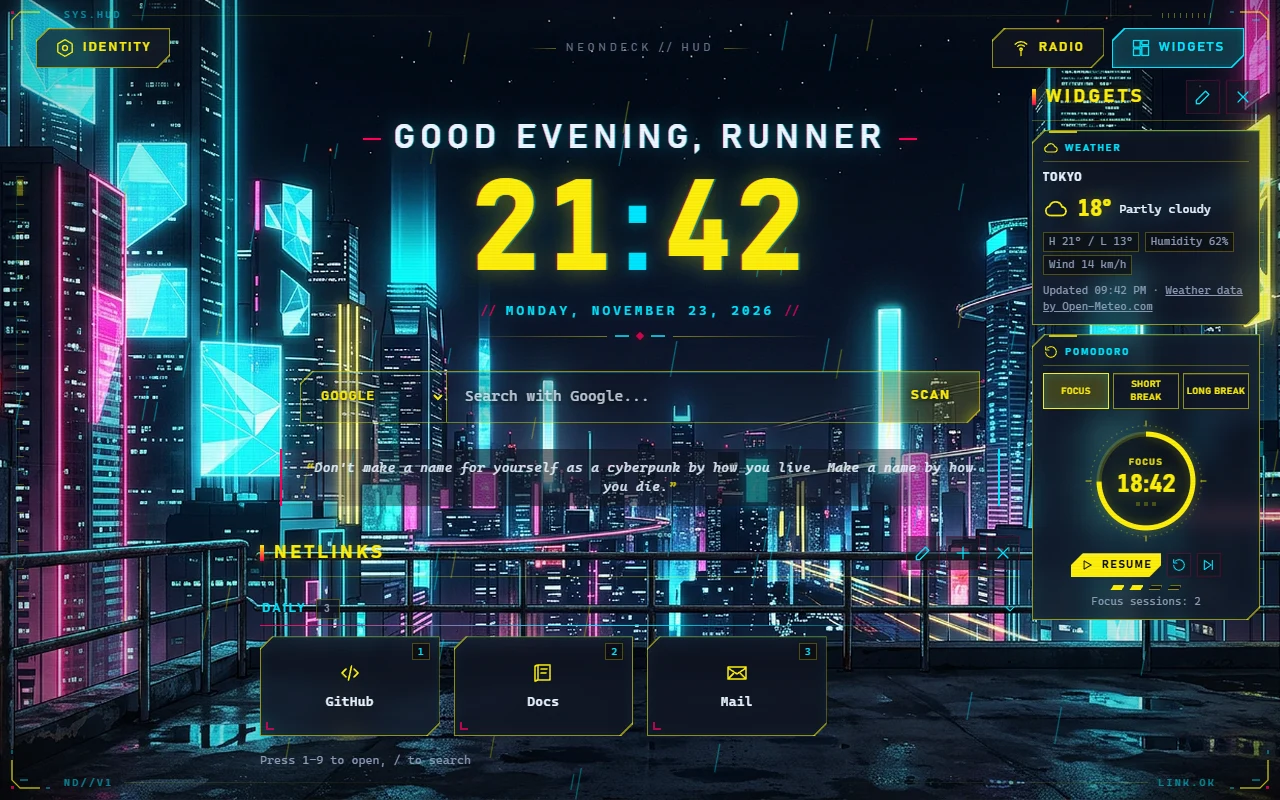 SYS.HUD
IDENTITY
NEQNDECK // HUD
RADIO
WIDGETS
WIDGETS
GOOD EVENING, RUNNER
21:42
// MONDAY, NOVEMBER 23, 2026 //
GOOGLE
Search with Google...
SCAN
"Don't make a name for yourself as a cyberpunk by how you live. Make a name by how
you die."
NETLINKS
DAILY 3
1
GitHub
2
Docs
3
Mail
Press 1-9 to open, / to search
WEATHER
TOKYO
18° Partly cloudy
H 21° / L 13°
Humidity 62%
Wind 14 km/h
Updated 09:42 PM · Weather data
by Open-Meteo.com
POMODORO
FOCUS
SHORT
BREAK
LONG BREAK
FOCUS
18:42
RESUME
Focus sessions: 2
ND//V1
LINK.OK